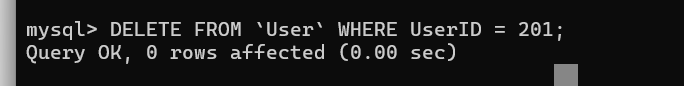 mysql> DELETE FROM `User` WHERE UserID = 201;
Query OK, 0 rows affected (0.00 sec)